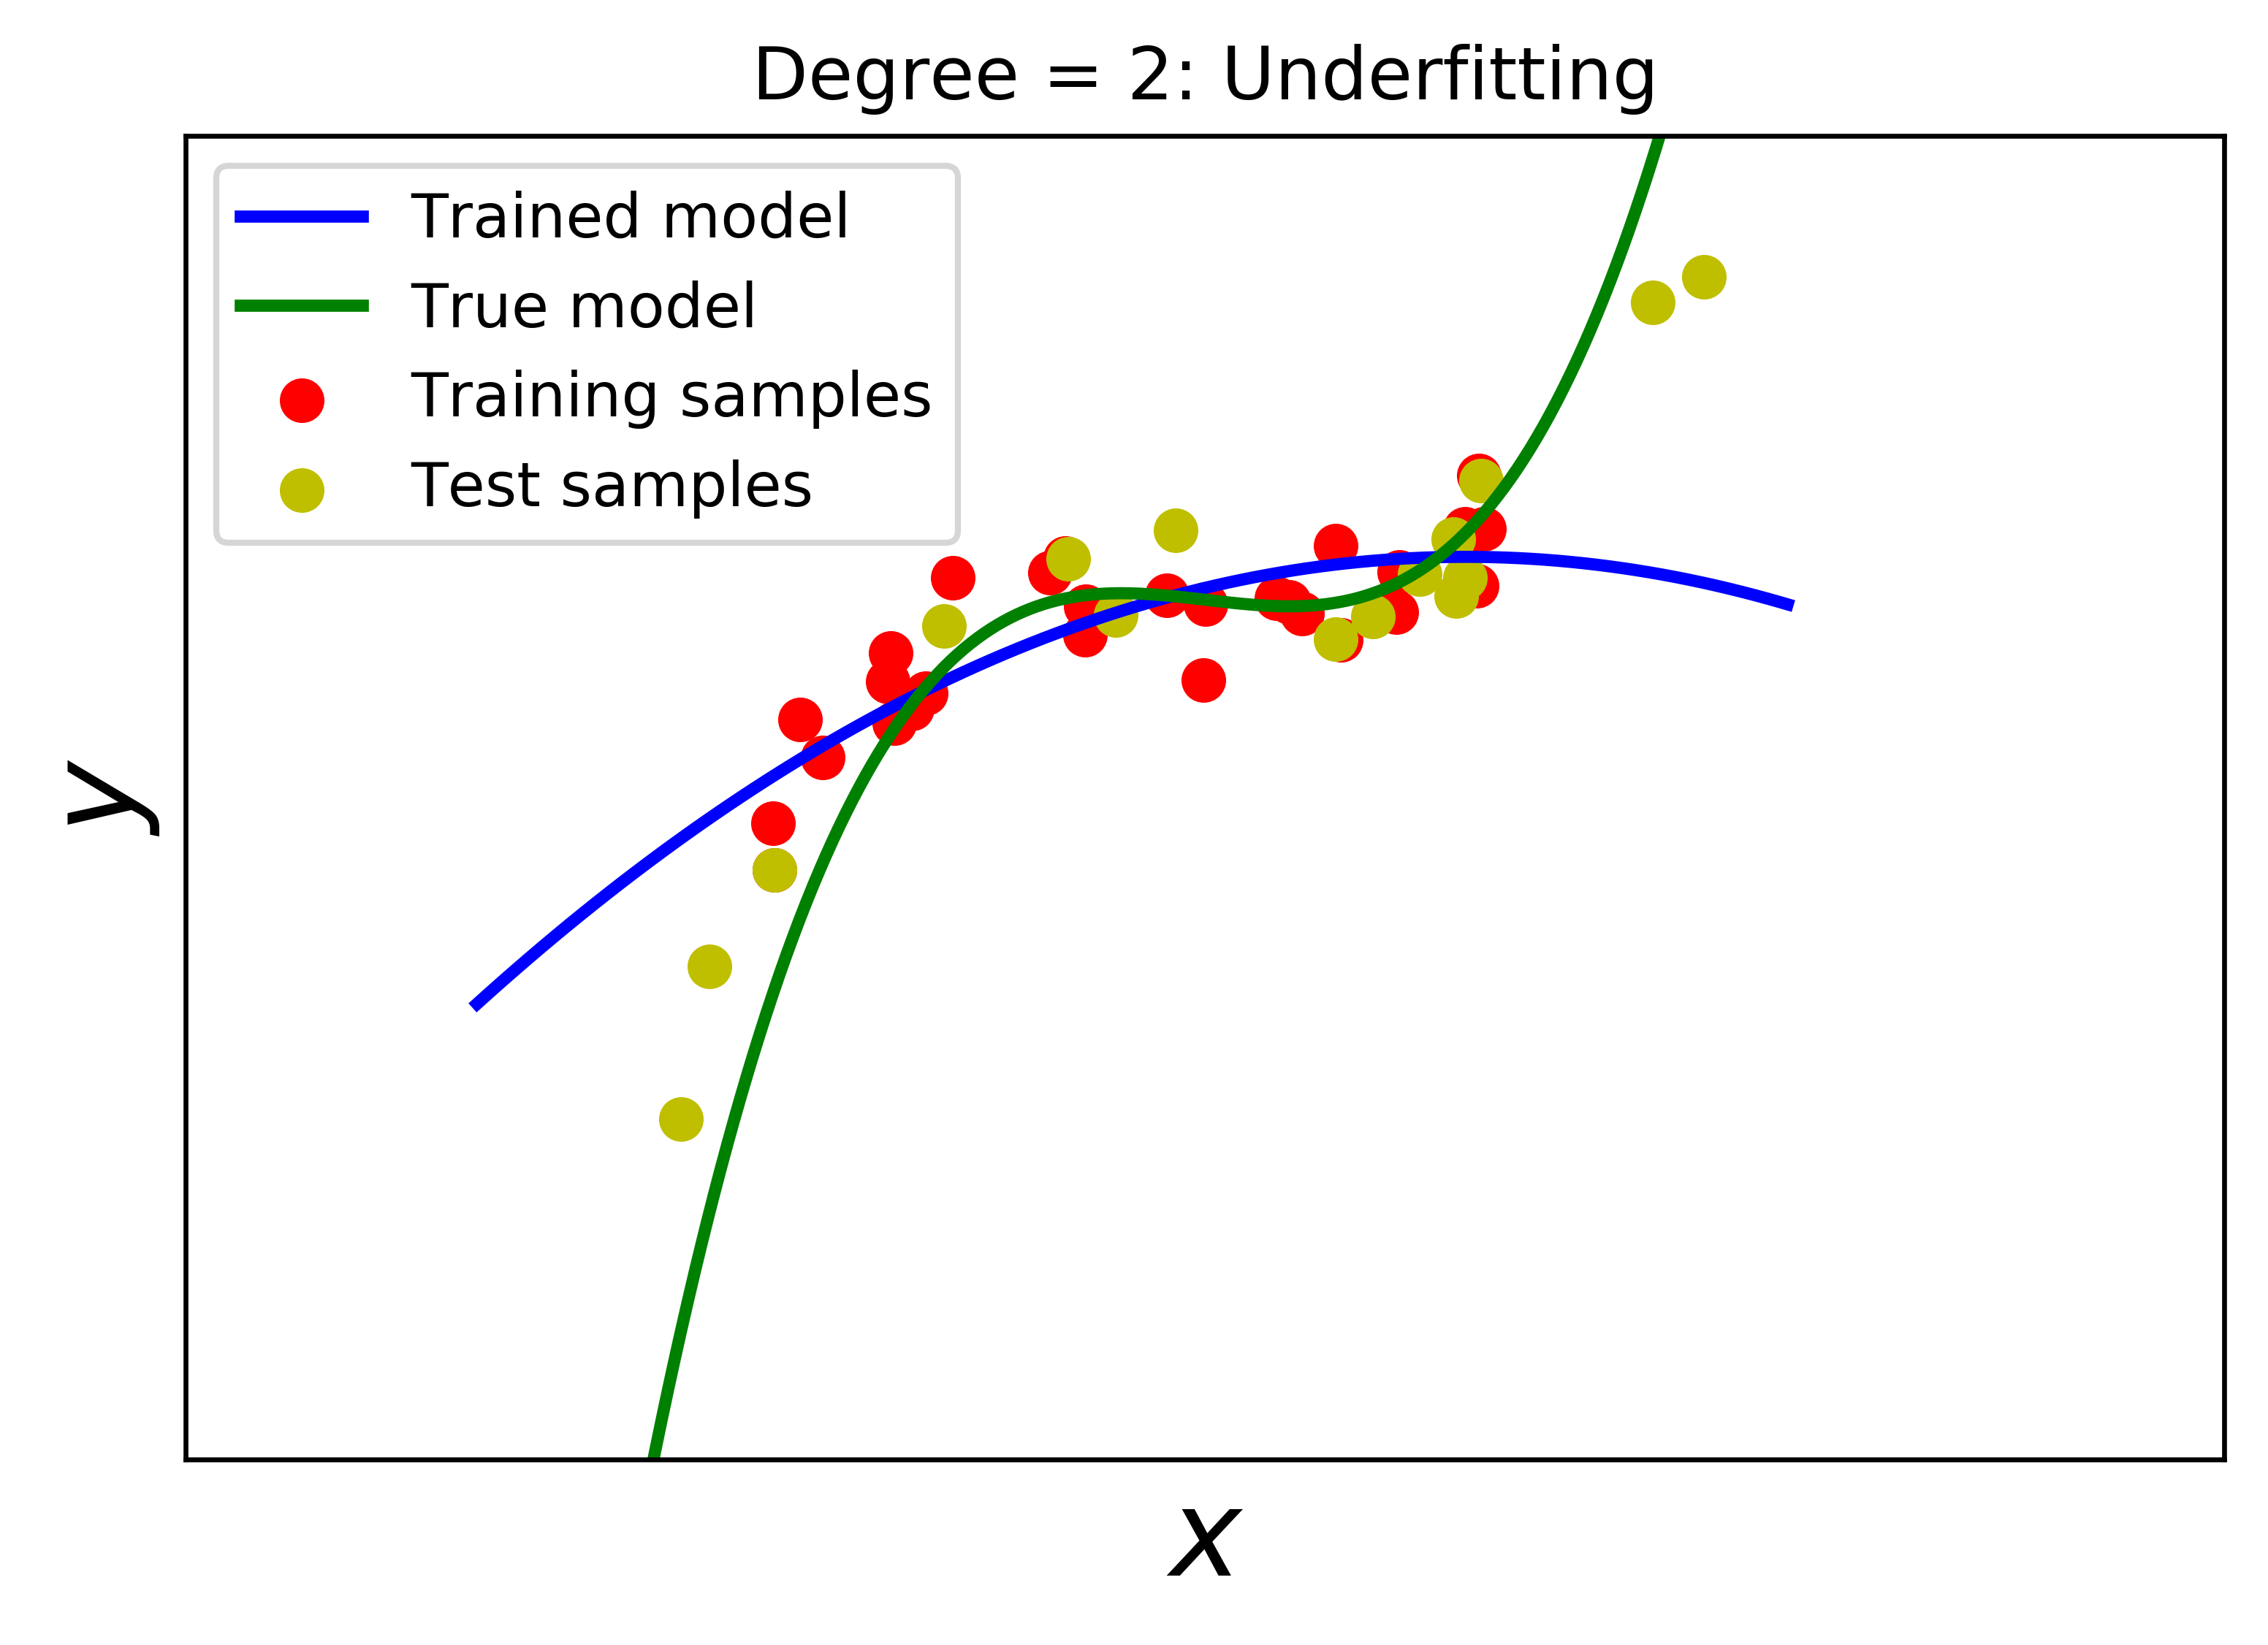 Degree = 2: Underfitting
Trained model
True model
Training samples
Test samples
y
x